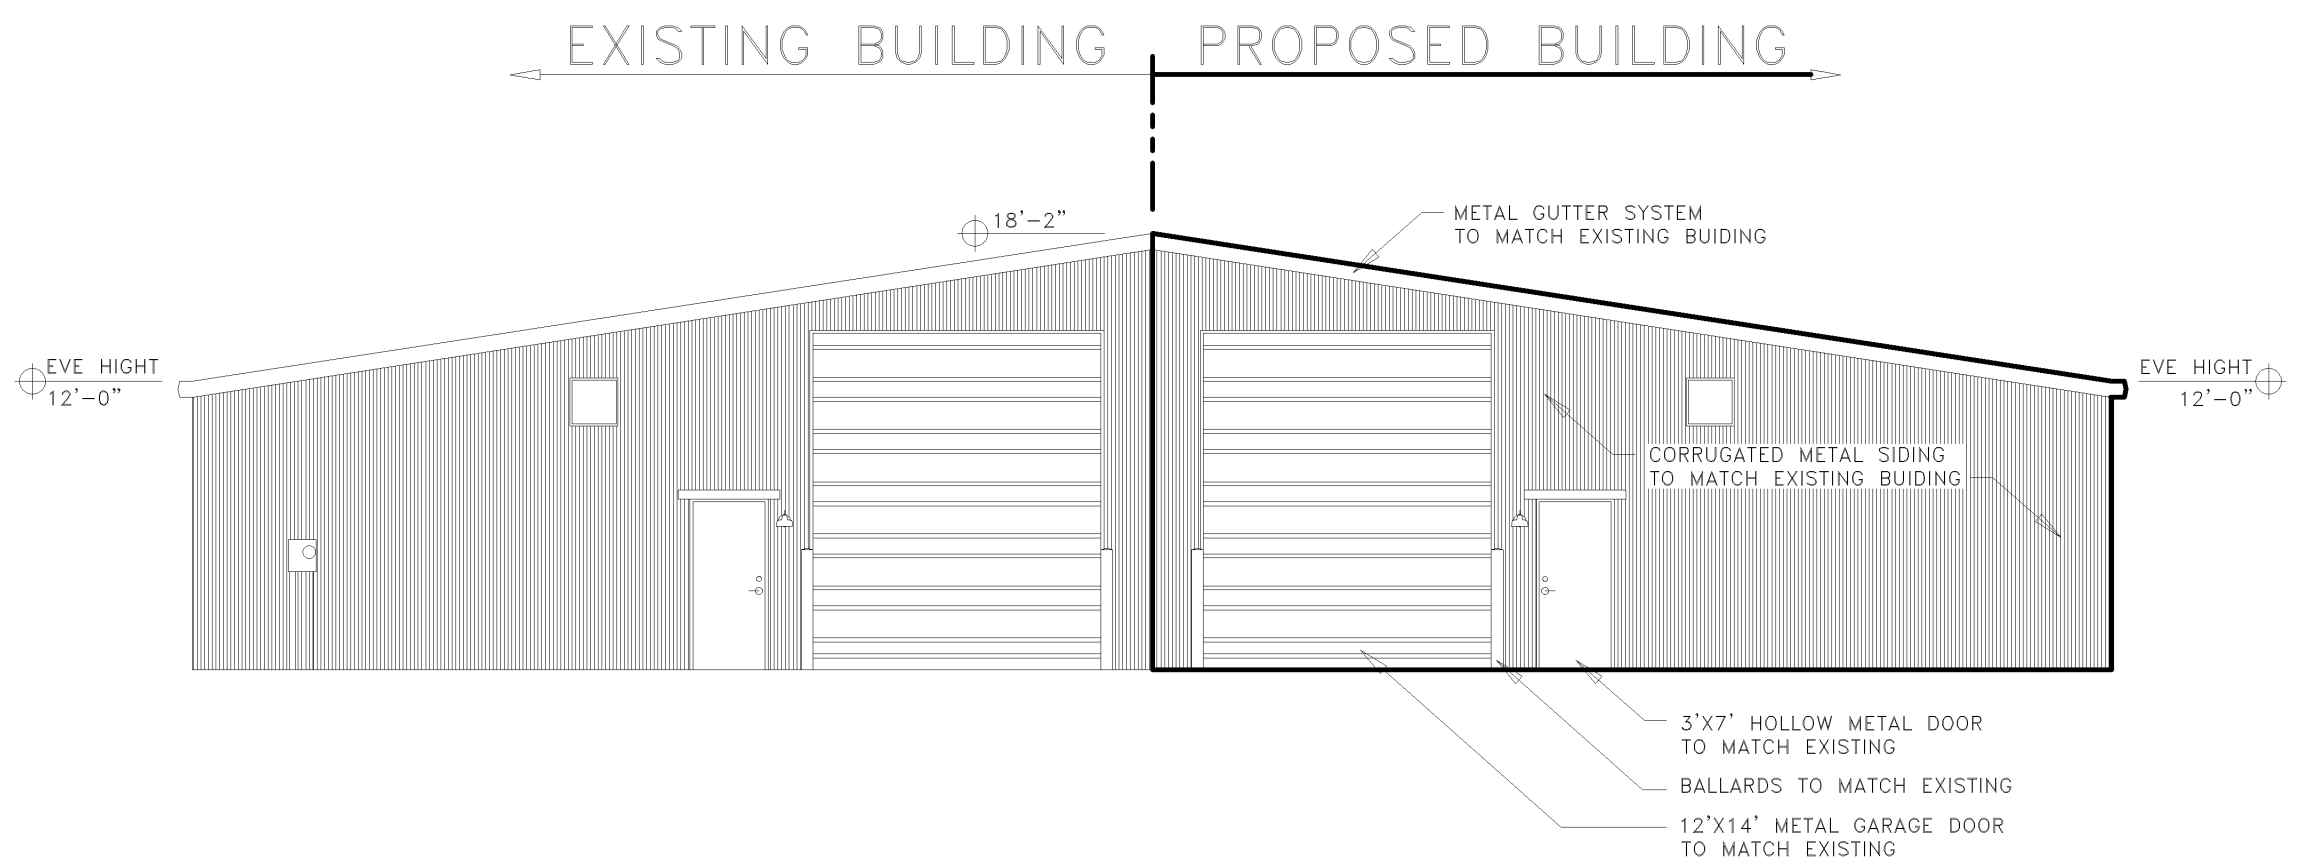 EXISTING BUILDING
PROPOSED BUILDING
18'-2"
METAL GUTTER SYSTEM
TO MATCH EXISTING BUIDING
EVE HIGHT
12'-0"
EVE HIGHT
12'-0"
CORRUGATED METAL SIDING
TO MATCH EXISTING BUIDING
3'X7' HOLLOW METAL DOOR
TO MATCH EXISTING
BALLARDS TO MATCH EXISTING
12'X14' METAL GARAGE DOOR
TO MATCH EXISTING